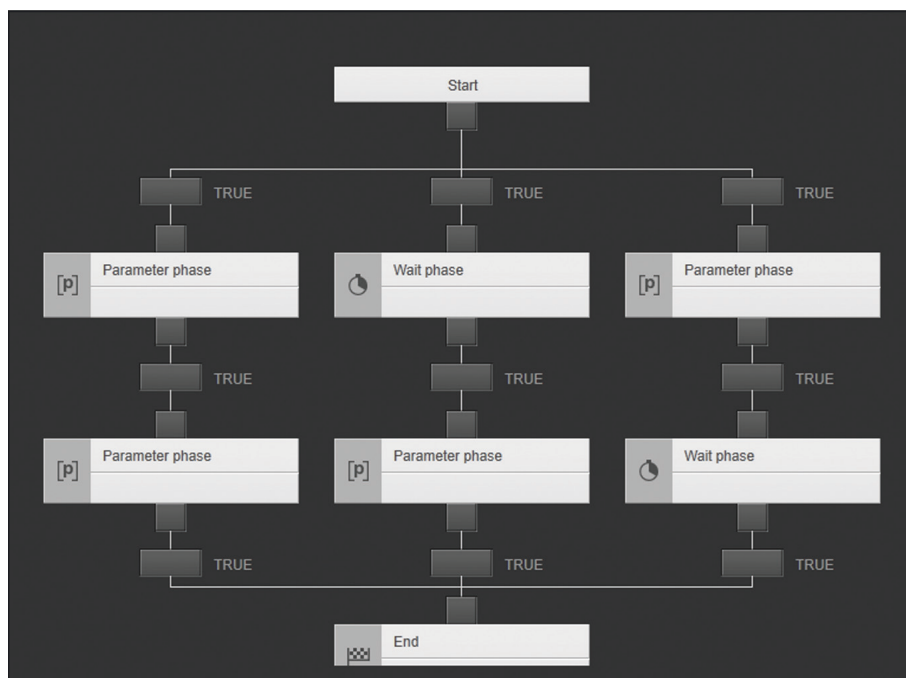 Start
TRUE TRUE TRUE
[p] Parameter phase Wait phase [p] Parameter phase
TRUE TRUE TRUE
[p] Parameter phase [p] Parameter phase Wait phase
TRUE TRUE TRUE
End